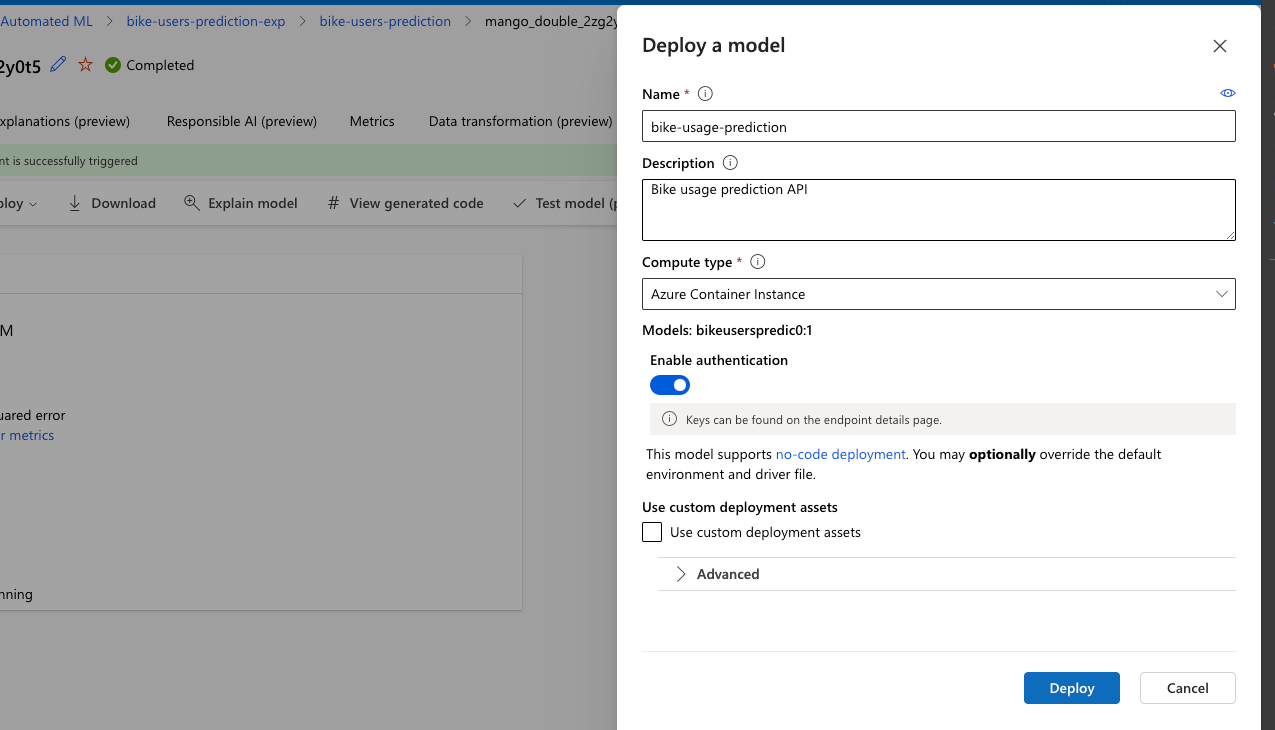 Automated ML > bike-users-prediction-exp > bike-users-prediction > mango_double_2zg2y
2y0t5 Completed
xplanations (preview) Responsible AI (preview) Metrics Data transformation (preview)
nt is successfully triggered
ploy Download Explain model # View generated code Test model (p
M
uared error
r metrics
nning
Deploy a model
Name *
bike-usage-prediction
Description
Bike usage prediction API
Compute type *
Azure Container Instance
Models: bikeuserspredic0:1
Enable authentication
Keys can be found on the endpoint details page.
This model supports no-code deployment. You may optionally override the default
environment and driver file.
Use custom deployment assets
Use custom deployment assets
Advanced
Deploy Cancel